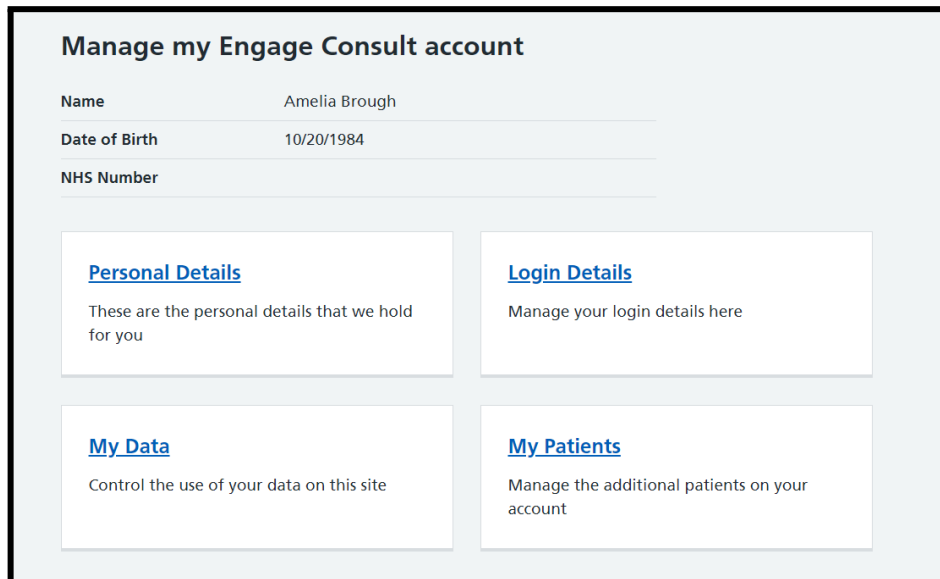 Manage my Engage Consult account
Name Amelia Brough
Date of Birth 10/20/1984
NHS Number
Personal Details
These are the personal details that we hold
for you
Login Details
Manage your login details here
My Data
Control the use of your data on this site
My Patients
Manage the additional patients on your
account